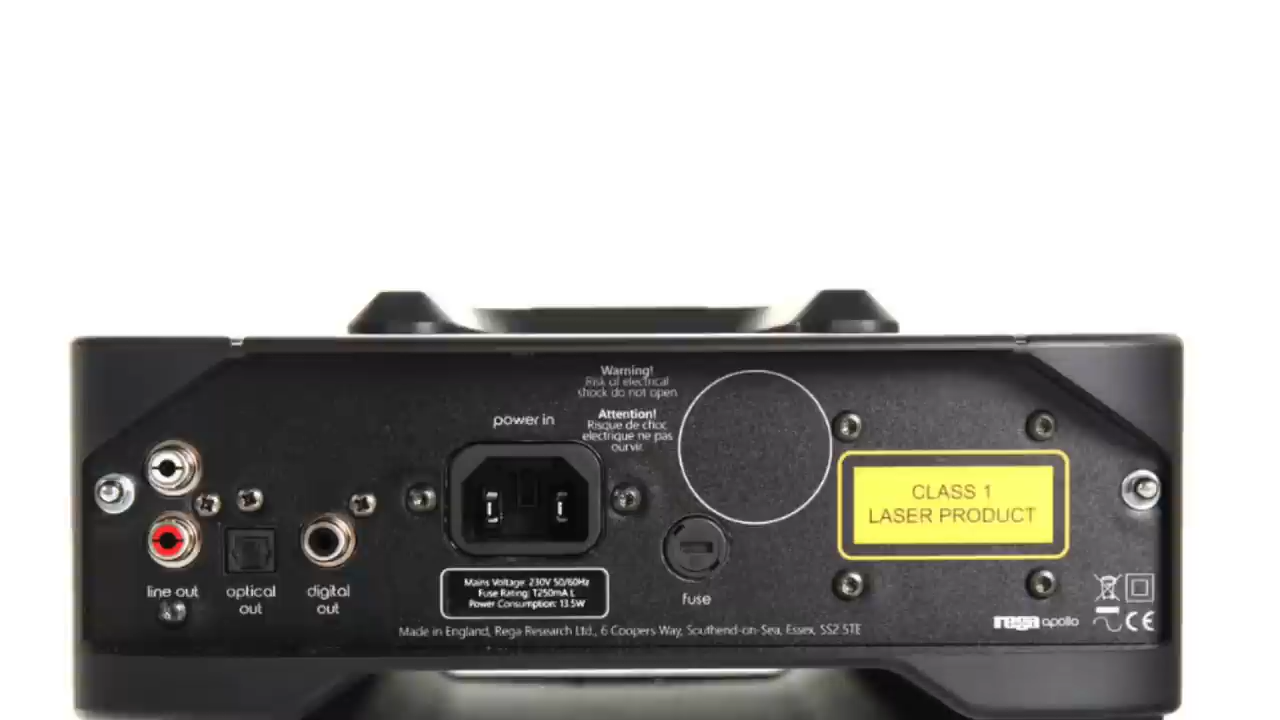 Warning!
Risk of electrical
shock do not open
Attention!
Risque de choc
electrique ne pas
ourvir.
power in
CLASS 1
LASER PRODUCT
line out
optical
out
digital
out
Mains Voltage: 230V 50/60Hz
Fuse Rating: T250mA L
Power Consumption: 13.5W
fuse
Made in England, Rega Research Ltd., 6 Coopers Way, Southend-on-Sea, Essex, SS2 5TE
rega apollo
CE